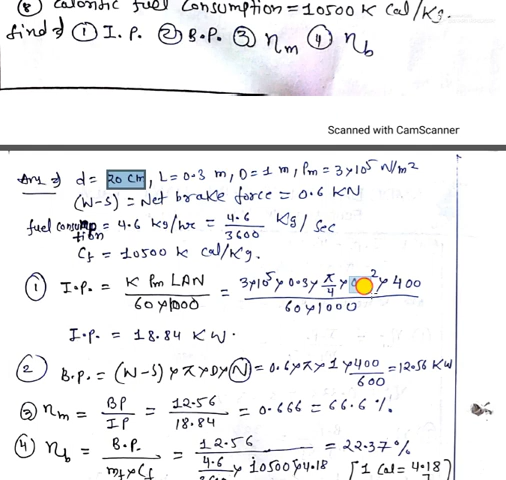 ⑧ Calorific fuel Consumption = 10500 K Cal/Kg.
find ① I.P. ② B.P. ③ ηm ④ ηb
Scanned with CamScanner
Ans ⇒ d = 20 cm, L = 0.3 m, D = 1 m, Pm = 3×10⁵ N/m²
(W-S) = Net brake force = 0.6 KN
fuel consumption = 4.6 kg/hr = 4.6/3600 Kg/sec
Cf = 10500 K cal/Kg.
① I.P. = K Pm LAN / 60×1000 = 3×10⁵×0.3×π/4× ² ×400 / 60×1000
I.P. = 18.84 KW.
② B.P. = (W-S)×π×D×N = 0.6×π×1×400/600 = 12.56 KW
③ ηm = BP/IP = 12.56/18.84 = 0.666 = 66.6 %.
④ ηb = B.P./mf×Cf = 12.56 / 4.6 × 10500×4.18 = 22.37%
[1 Cal = 4.18]